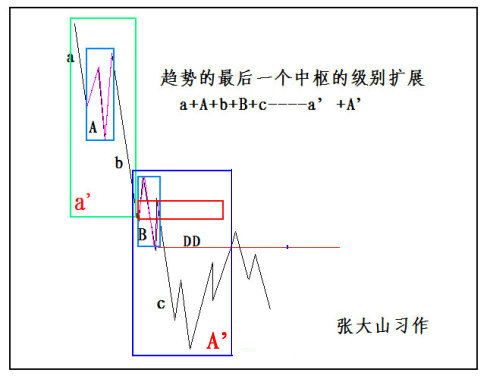 a
趋势的最后一个中枢的级别扩展
a+A+b+B+c----a’ +A’
A
b
a’
B
DD
c
A’
张大山习作